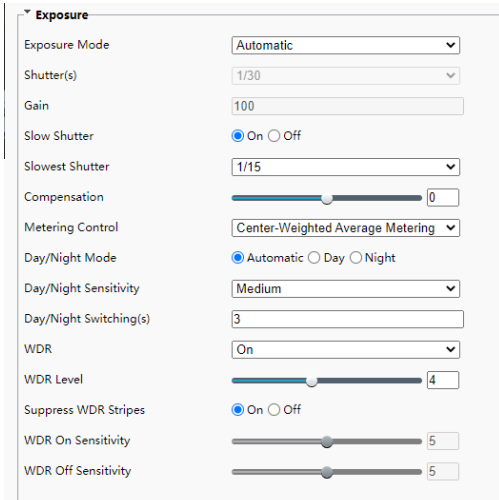 Exposure
Exposure Mode Automatic
Shutter(s) 1/30
Gain 100
Slow Shutter On Off
Slowest Shutter 1/15
Compensation 0
Metering Control Center-Weighted Average Metering
Day/Night Mode Automatic Day Night
Day/Night Sensitivity Medium
Day/Night Switching(s) 3
WDR On
WDR Level 4
Suppress WDR Stripes On Off
WDR On Sensitivity 5
WDR Off Sensitivity 5